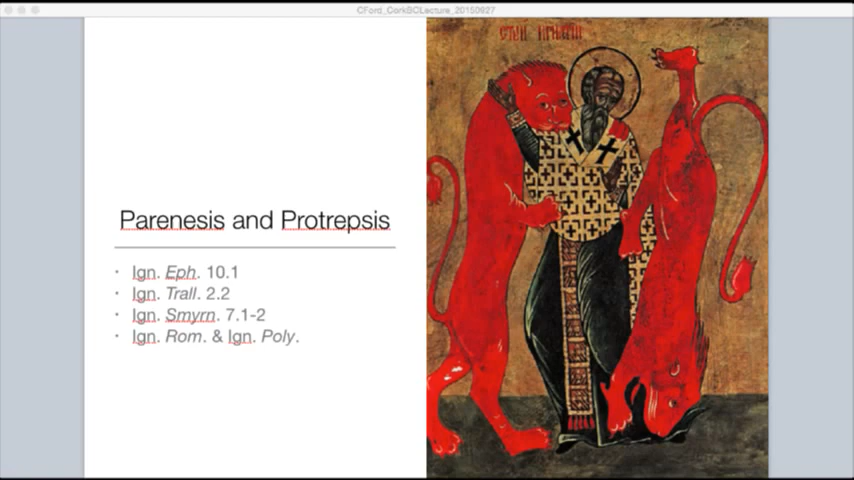 CFord_CorkSCLecture_20150927
Parenesis and Protrepsis
• Ign. Eph. 10.1
• Ign. Trall. 2.2
• Ign. Smyrn. 7.1-2
• Ign. Rom. & Ign. Poly.